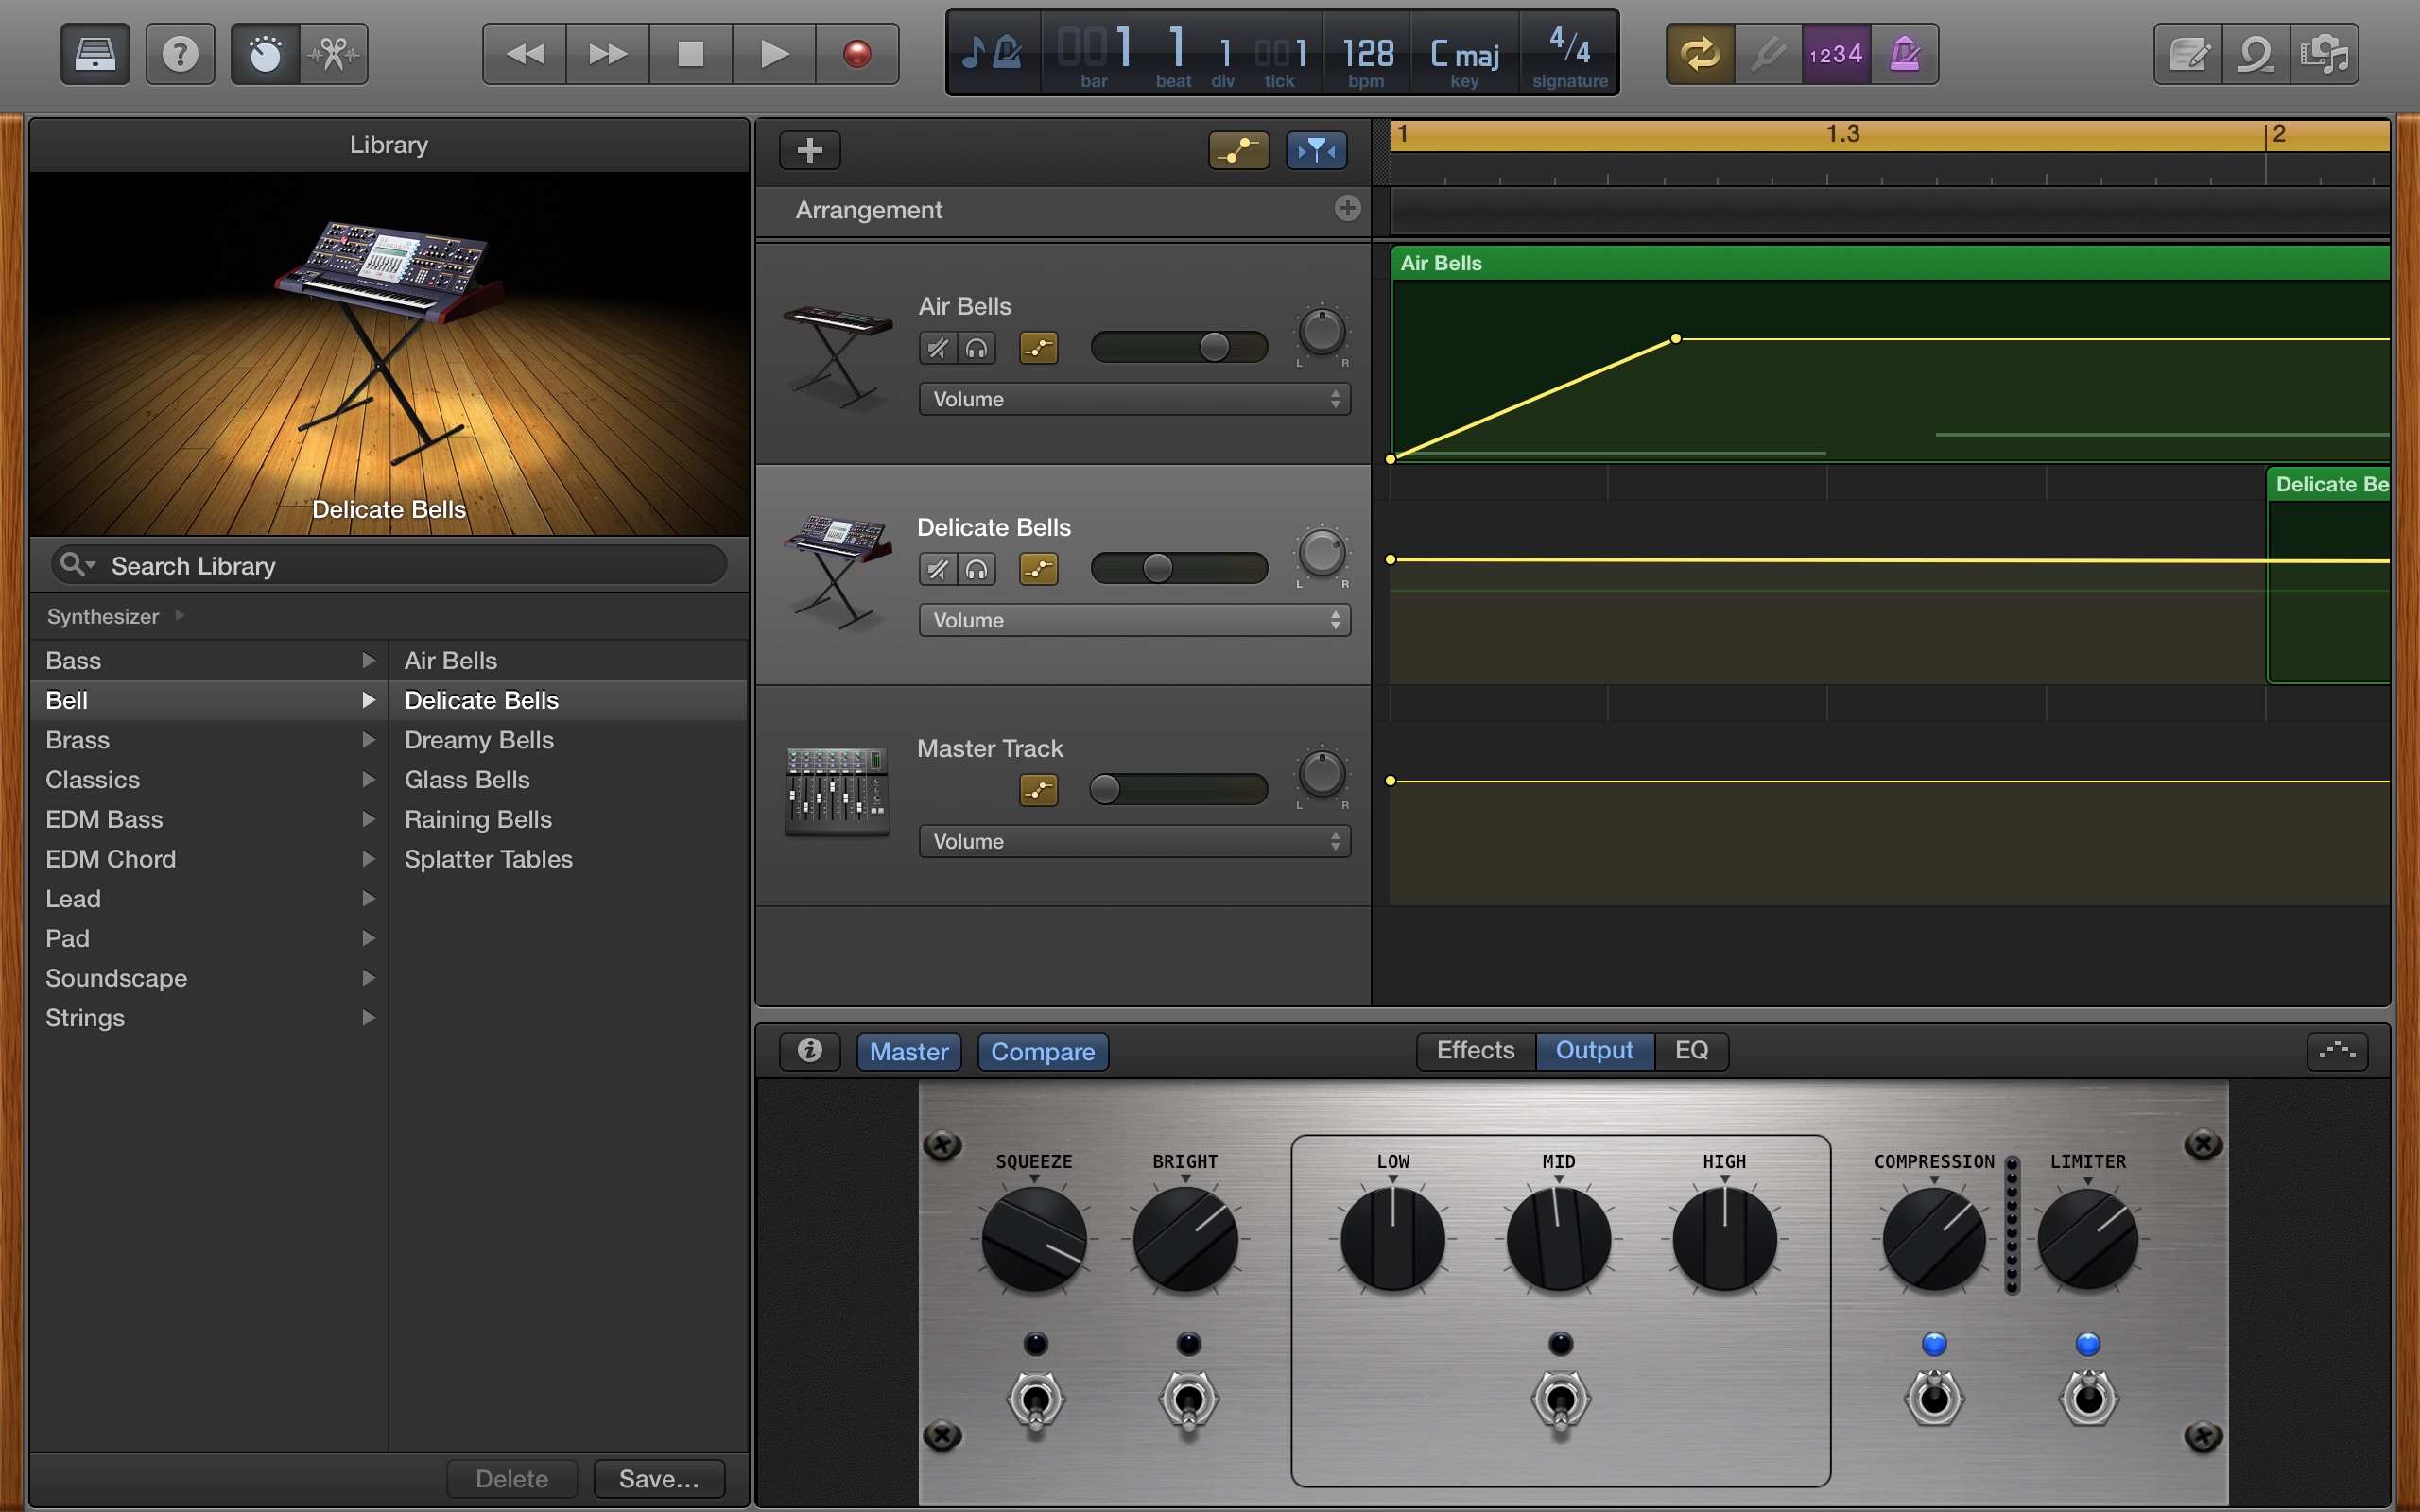 001 1 1 001 128 C maj 4/4
bar beat div tick bpm key signature
1234
Library
Delicate Bells
Search Library
Synthesizer
Bass
Bell
Brass
Classics
EDM Bass
EDM Chord
Lead
Pad
Soundscape
Strings
Air Bells
Delicate Bells
Dreamy Bells
Glass Bells
Raining Bells
Splatter Tables
Delete Save...
1 1.3 2
Arrangement
Air Bells
L R
Volume
Delicate Bells
L R
Volume
Master Track
L R
Volume
Air Bells
Delicate Be
Master Compare Effects Output EQ
SQUEEZE BRIGHT LOW MID HIGH COMPRESSION LIMITER